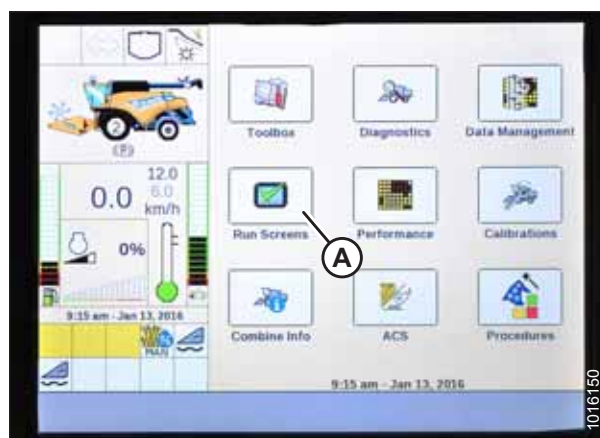 Toolbox
Diagnostics
Data Management
2
(P)
12.0
6.0
0.0
km/h
Run Screens
Performance
Calibrations
A
0%
9:15 am - Jan 13, 2016
MAN
Combine Info
ACS
Procedures
9:15 am - Jan 13, 2016
1016150